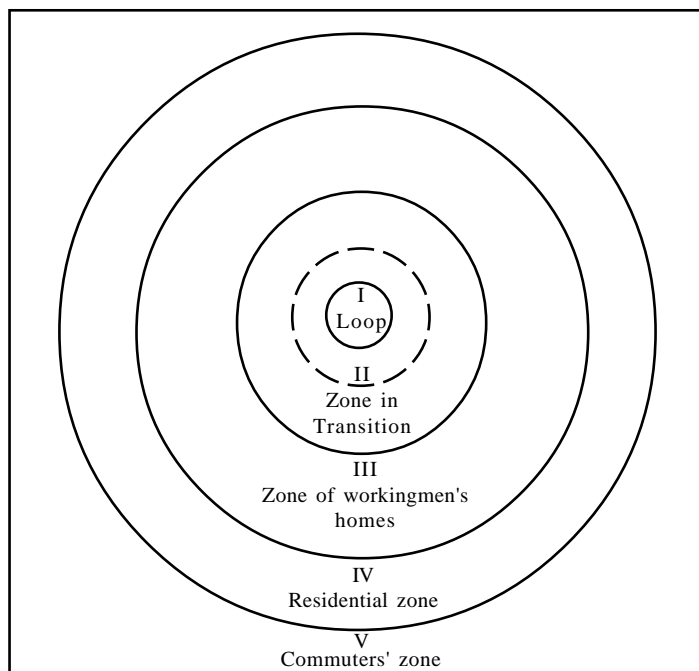 I
Loop
II
Zone in
Transition
III
Zone of workingmen's
homes
IV
Residential zone
V
Commuters' zone